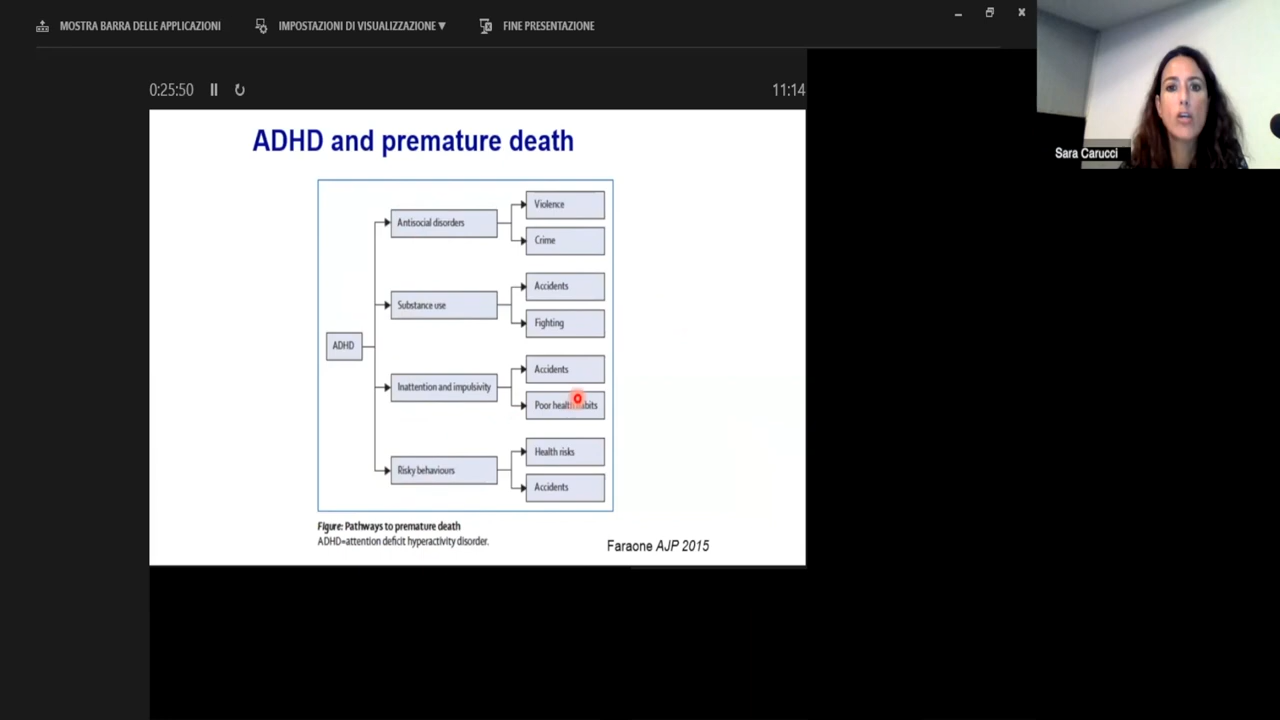 MOSTRA BARRA DELLE APPLICAZIONI
IMPOSTAZIONI DI VISUALIZZAZIONE ▼
FINE PRESENTAZIONE
0:25:50
11:14
Sara Carucci
ADHD and premature death
ADHD
Antisocial disorders
Violence
Crime
Substance use
Accidents
Fighting
Inattention and impulsivity
Accidents
Poor health habits
Risky behaviours
Health risks
Accidents
Figure: Pathways to premature death
ADHD=attention deficit hyperactivity disorder.
Faraone AJP 2015